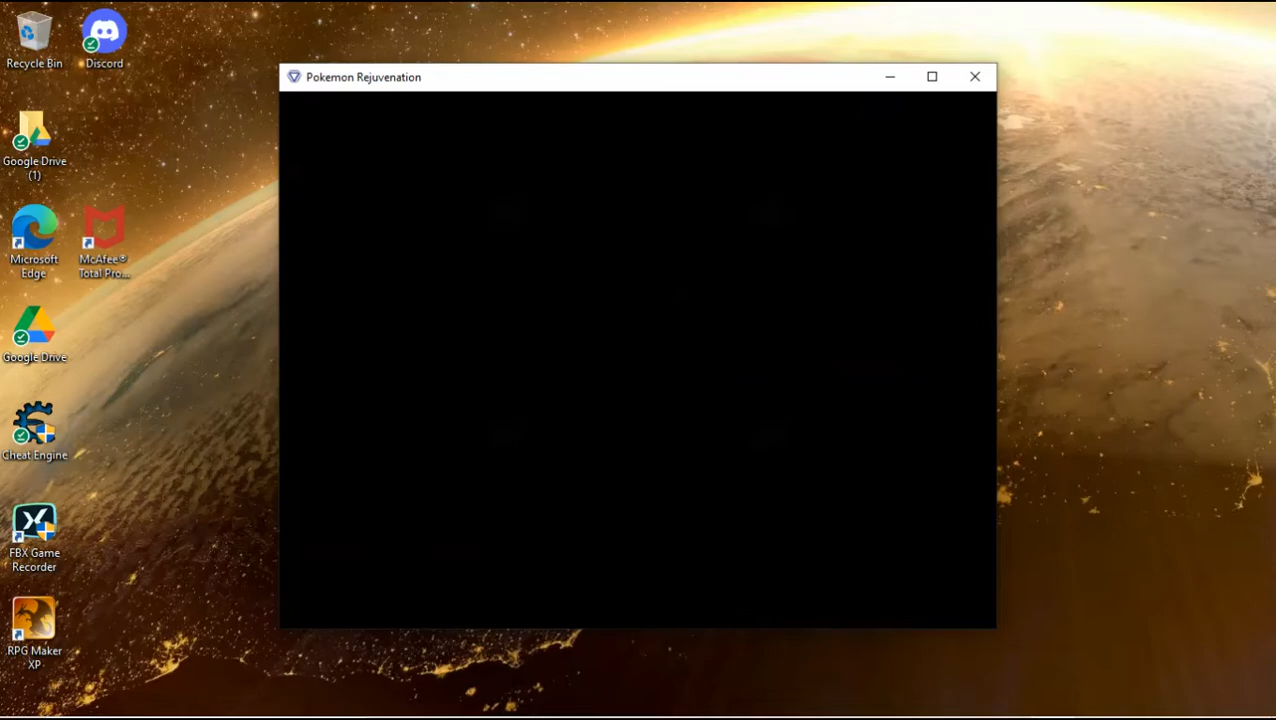 Recycle Bin
Discord
Pokemon Rejuvenation
Google Drive
(1)
Microsoft
Edge
McAfee®
Total Pro...
Google Drive
Cheat Engine
FBX Game
Recorder
RPG Maker
XP